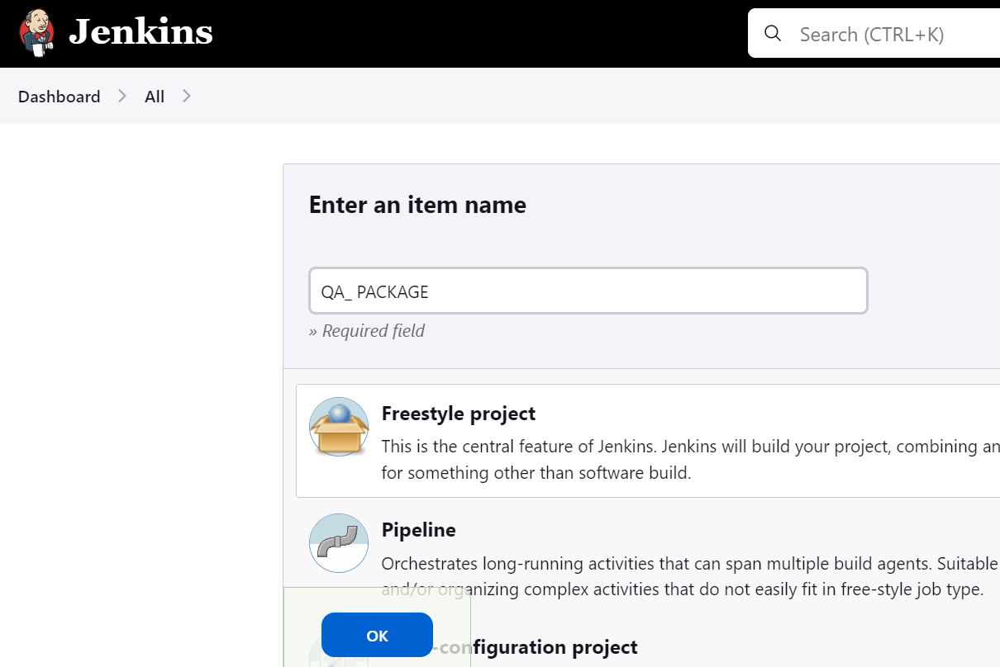 Jenkins
Search (CTRL+K)
Dashboard > All >
Enter an item name
QA_ PACKAGE
» Required field
Freestyle project
This is the central feature of Jenkins. Jenkins will build your project, combining an
for something other than software build.
Pipeline
Orchestrates long-running activities that can span multiple build agents. Suitable
and/or organizing complex activities that do not easily fit in free-style job type.
OK
-configuration project